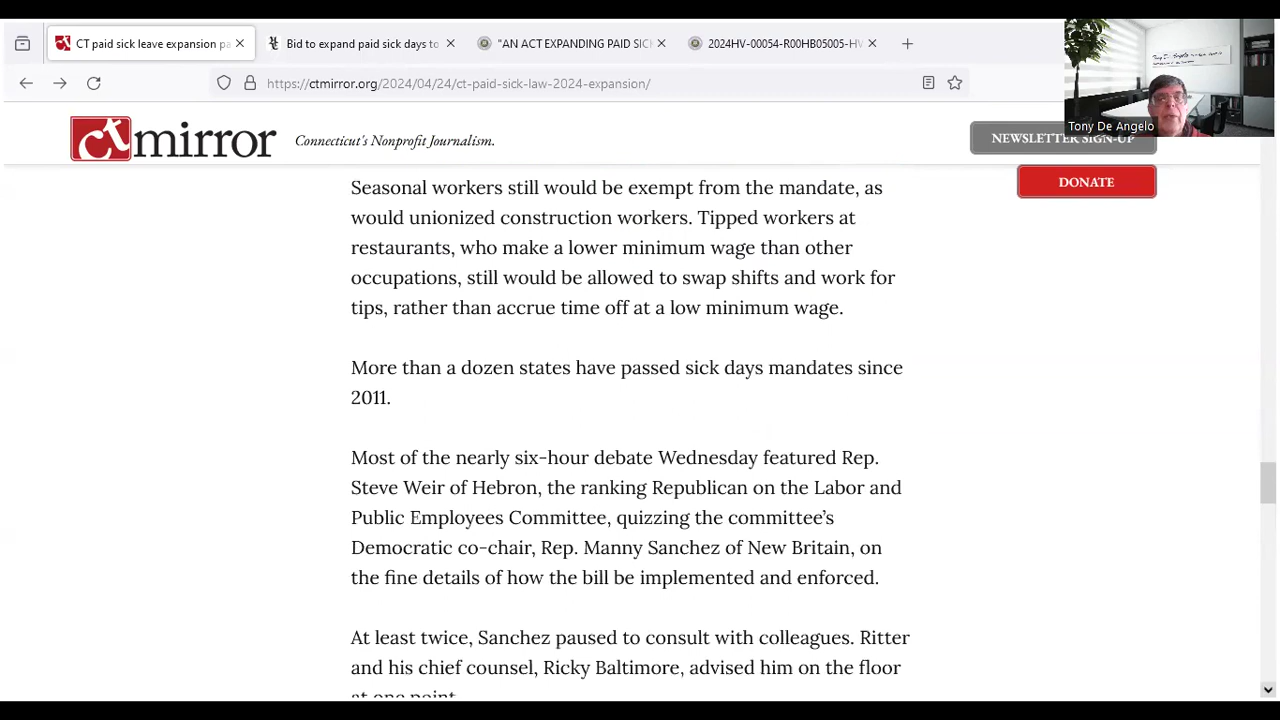 CT paid sick leave expansion pa
Bid to expand paid sick days to
"AN ACT EXPANDING PAID SICK
2024HV-00054-R00HB05005-HV
https://ctmirror.org/2024/04/24/ct-paid-sick-law-2024-expansion/
Tony De Angelo
ct mirror
Connecticut's Nonprofit Journalism.
NEWSLETTER SIGN-UP
DONATE
Seasonal workers still would be exempt from the mandate, as
would unionized construction workers. Tipped workers at
restaurants, who make a lower minimum wage than other
occupations, still would be allowed to swap shifts and work for
tips, rather than accrue time off at a low minimum wage.
More than a dozen states have passed sick days mandates since
2011.
Most of the nearly six-hour debate Wednesday featured Rep.
Steve Weir of Hebron, the ranking Republican on the Labor and
Public Employees Committee, quizzing the committee's
Democratic co-chair, Rep. Manny Sanchez of New Britain, on
the fine details of how the bill be implemented and enforced.
At least twice, Sanchez paused to consult with colleagues. Ritter
and his chief counsel, Ricky Baltimore, advised him on the floor
at one point